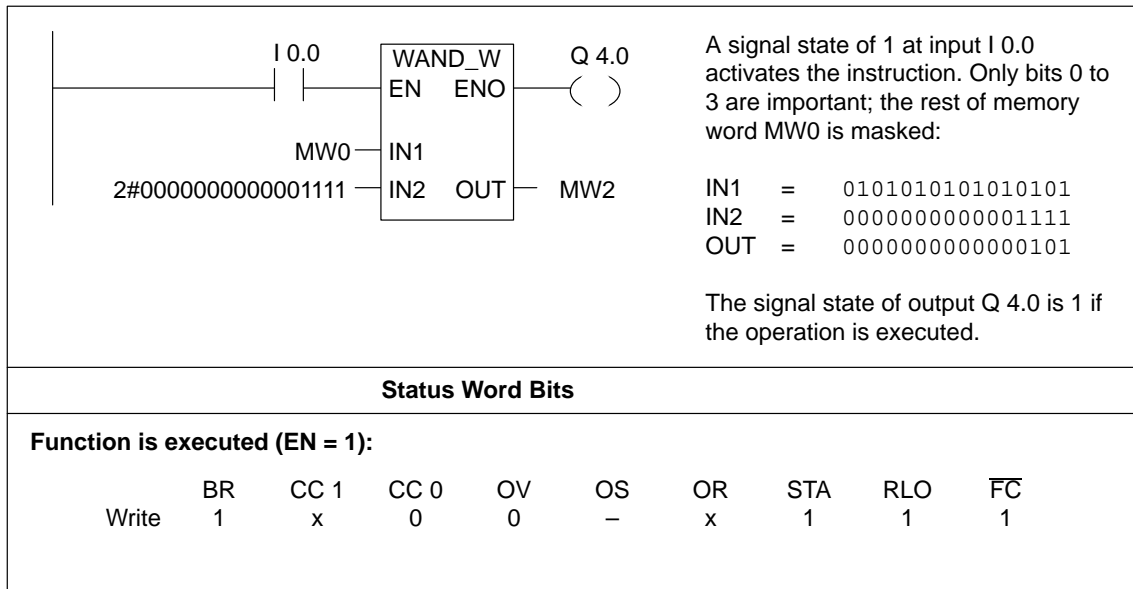 I 0.0
WAND_W
Q 4.0
EN ENO
MW0
IN1
2#0000000000001111
IN2 OUT
MW2
A signal state of 1 at input I 0.0
activates the instruction. Only bits 0 to
3 are important; the rest of memory
word MW0 is masked:
IN1 = 0101010101010101
IN2 = 0000000000001111
OUT = 0000000000000101
The signal state of output Q 4.0 is 1 if
the operation is executed.
Status Word Bits
Function is executed (EN = 1):
BR CC 1 CC 0 OV OS OR STA RLO F̅C̅
Write 1 x 0 0 – x 1 1 1